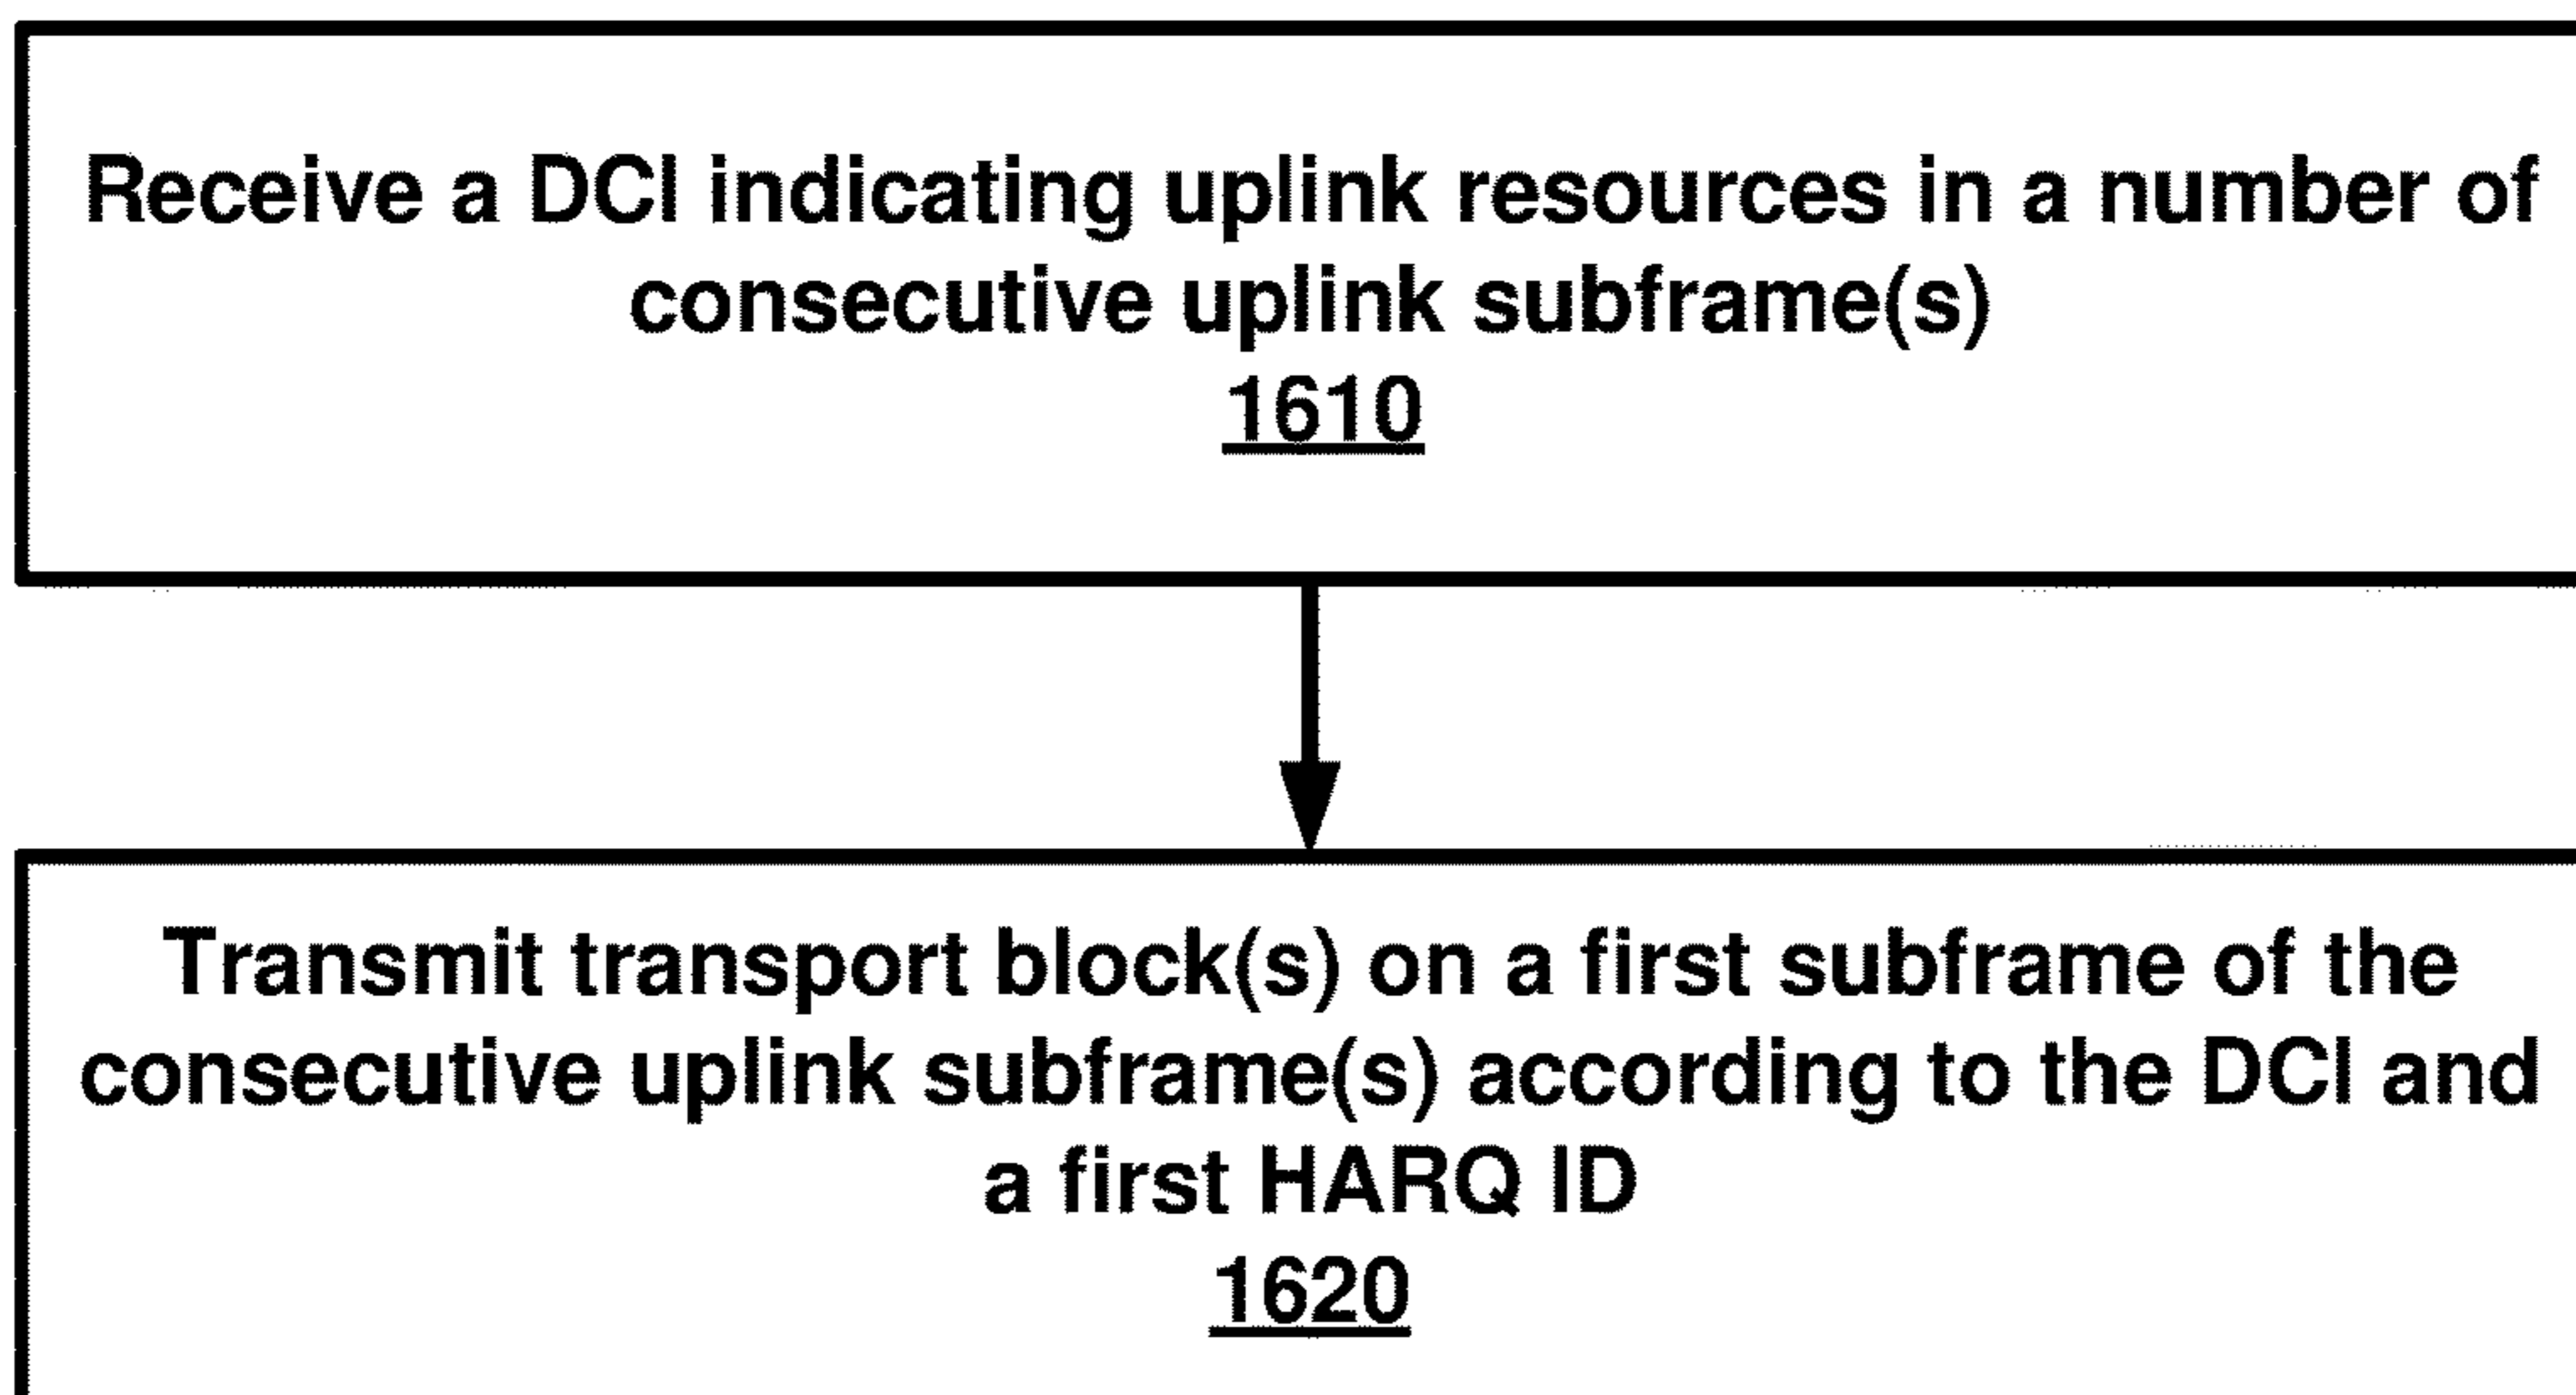 Receive a DCI indicating uplink resources in a number of
consecutive uplink subframe(s)
1610
Transmit transport block(s) on a first subframe of the
consecutive uplink subframe(s) according to the DCI and
a first HARQ ID
1620